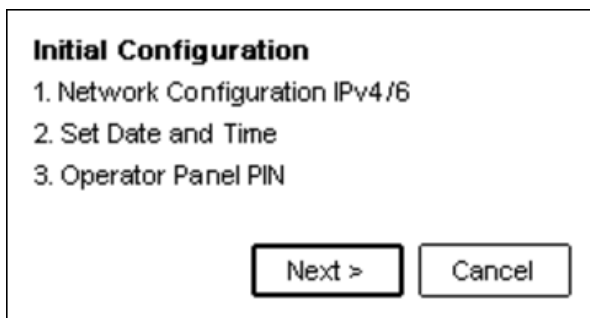 Initial Configuration
1. Network Configuration IPv4/6
2. Set Date and Time
3. Operator Panel PIN
Next >
Cancel